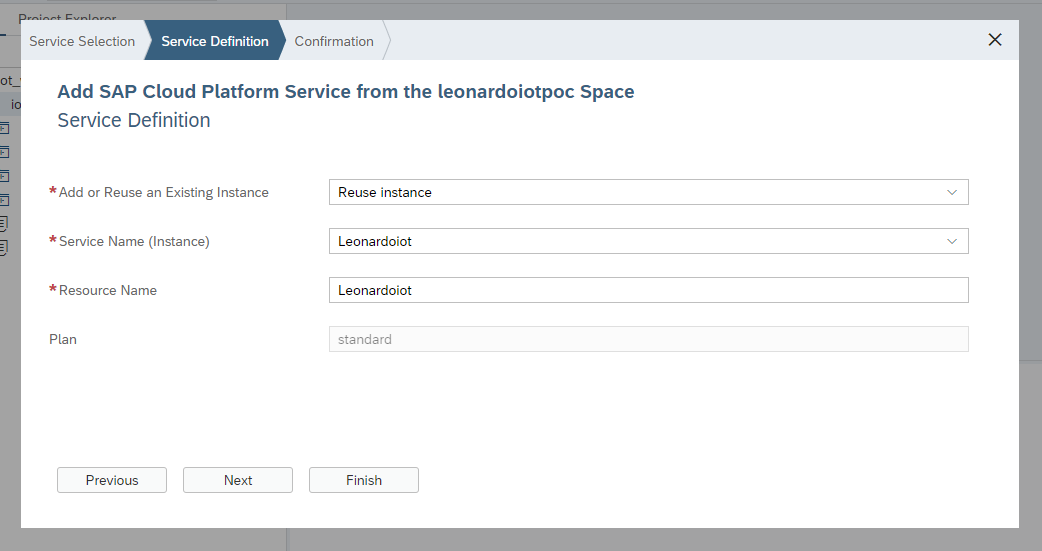 Project Explorer
Service Selection
Service Definition
Confirmation
Add SAP Cloud Platform Service from the leonardoiotpoc Space
Service Definition
*Add or Reuse an Existing Instance
Reuse instance
*Service Name (Instance)
Leonardoiot
*Resource Name
Leonardoiot
Plan
standard
Previous
Next
Finish